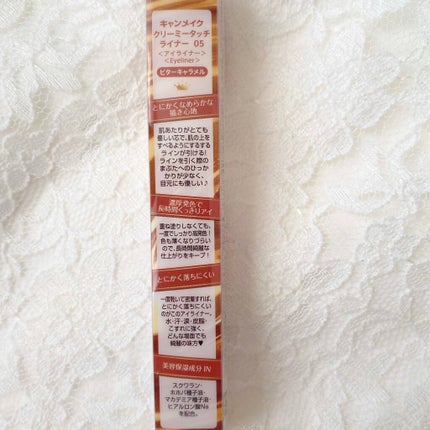 キャンメイク
クリーミータッチ
ライナー 05
<アイライナー>
<Eyeliner>
ビターキャラメル
とにかくなめらかな
描き心地
肌あたりがとても
優しい芯で、肌の上を
すべるようにするする
ラインが引ける!
ラインを引く際の
まぶたへのひっか
かりが少なく、
目元にも優しい♪
濃厚発色で
長時間くっきりアイ
重ね塗りしなくても、
一度でしっかり高発色!
色も薄くなりづらい
ので、長時間綺麗な
仕上がりをキープ!
とにかく落ちにくい
一度乾いて密着すれば、
とにかく落ちにくい
のがこのアイライナー。
水・汗・涙・皮脂・
こすれに強く、
どんな場面でも
綺麗の味方♥
美容保湿成分IN
スクワラン・
ホホバ種子油・
マカデミア種子油・
ヒアルロン酸Na
を配合。